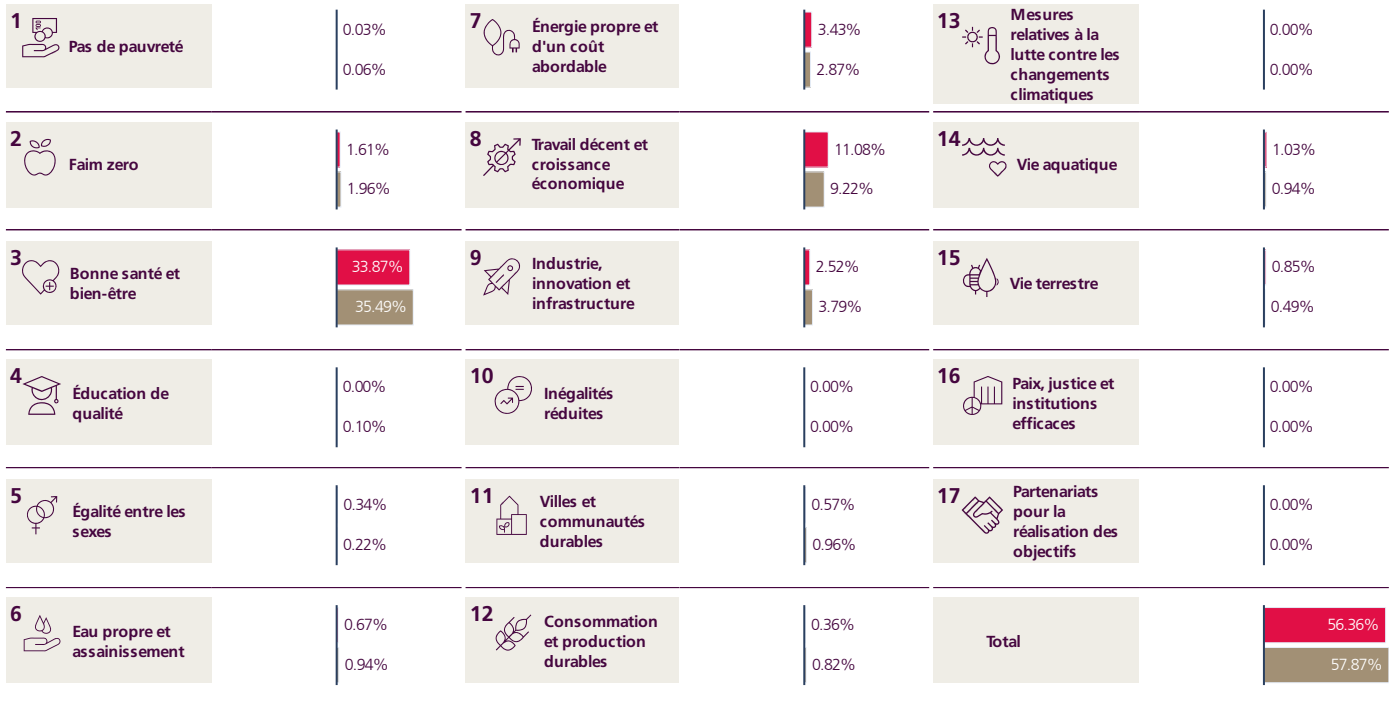 1
Pas de pauvreté
0.03%
0.06%
2
Faim zero
1.61%
1.96%
3
Bonne santé et
bien-être
33.87%
35.49%
4
Éducation de
qualité
0.00%
0.10%
5
Égalité entre les
sexes
0.34%
0.22%
6
Eau propre et
assainissement
0.67%
0.94%
7
Énergie propre et
d'un coût
abordable
3.43%
2.87%
8
Travail décent et
croissance
économique
11.08%
9.22%
9
Industrie,
innovation et
infrastructure
2.52%
3.79%
10
Inégalités
réduites
0.00%
0.00%
11
Villes et
communautés
durables
0.57%
0.96%
12
Consommation
et production
durables
0.36%
0.82%
13
Mesures
relatives à la
lutte contre les
changements
climatiques
0.00%
0.00%
14
Vie aquatique
1.03%
0.94%
15
Vie terrestre
0.85%
0.49%
16
Paix, justice et
institutions
efficaces
0.00%
0.00%
17
Partenariats
pour la
réalisation des
objectifs
0.00%
0.00%
Total
56.36%
57.87%